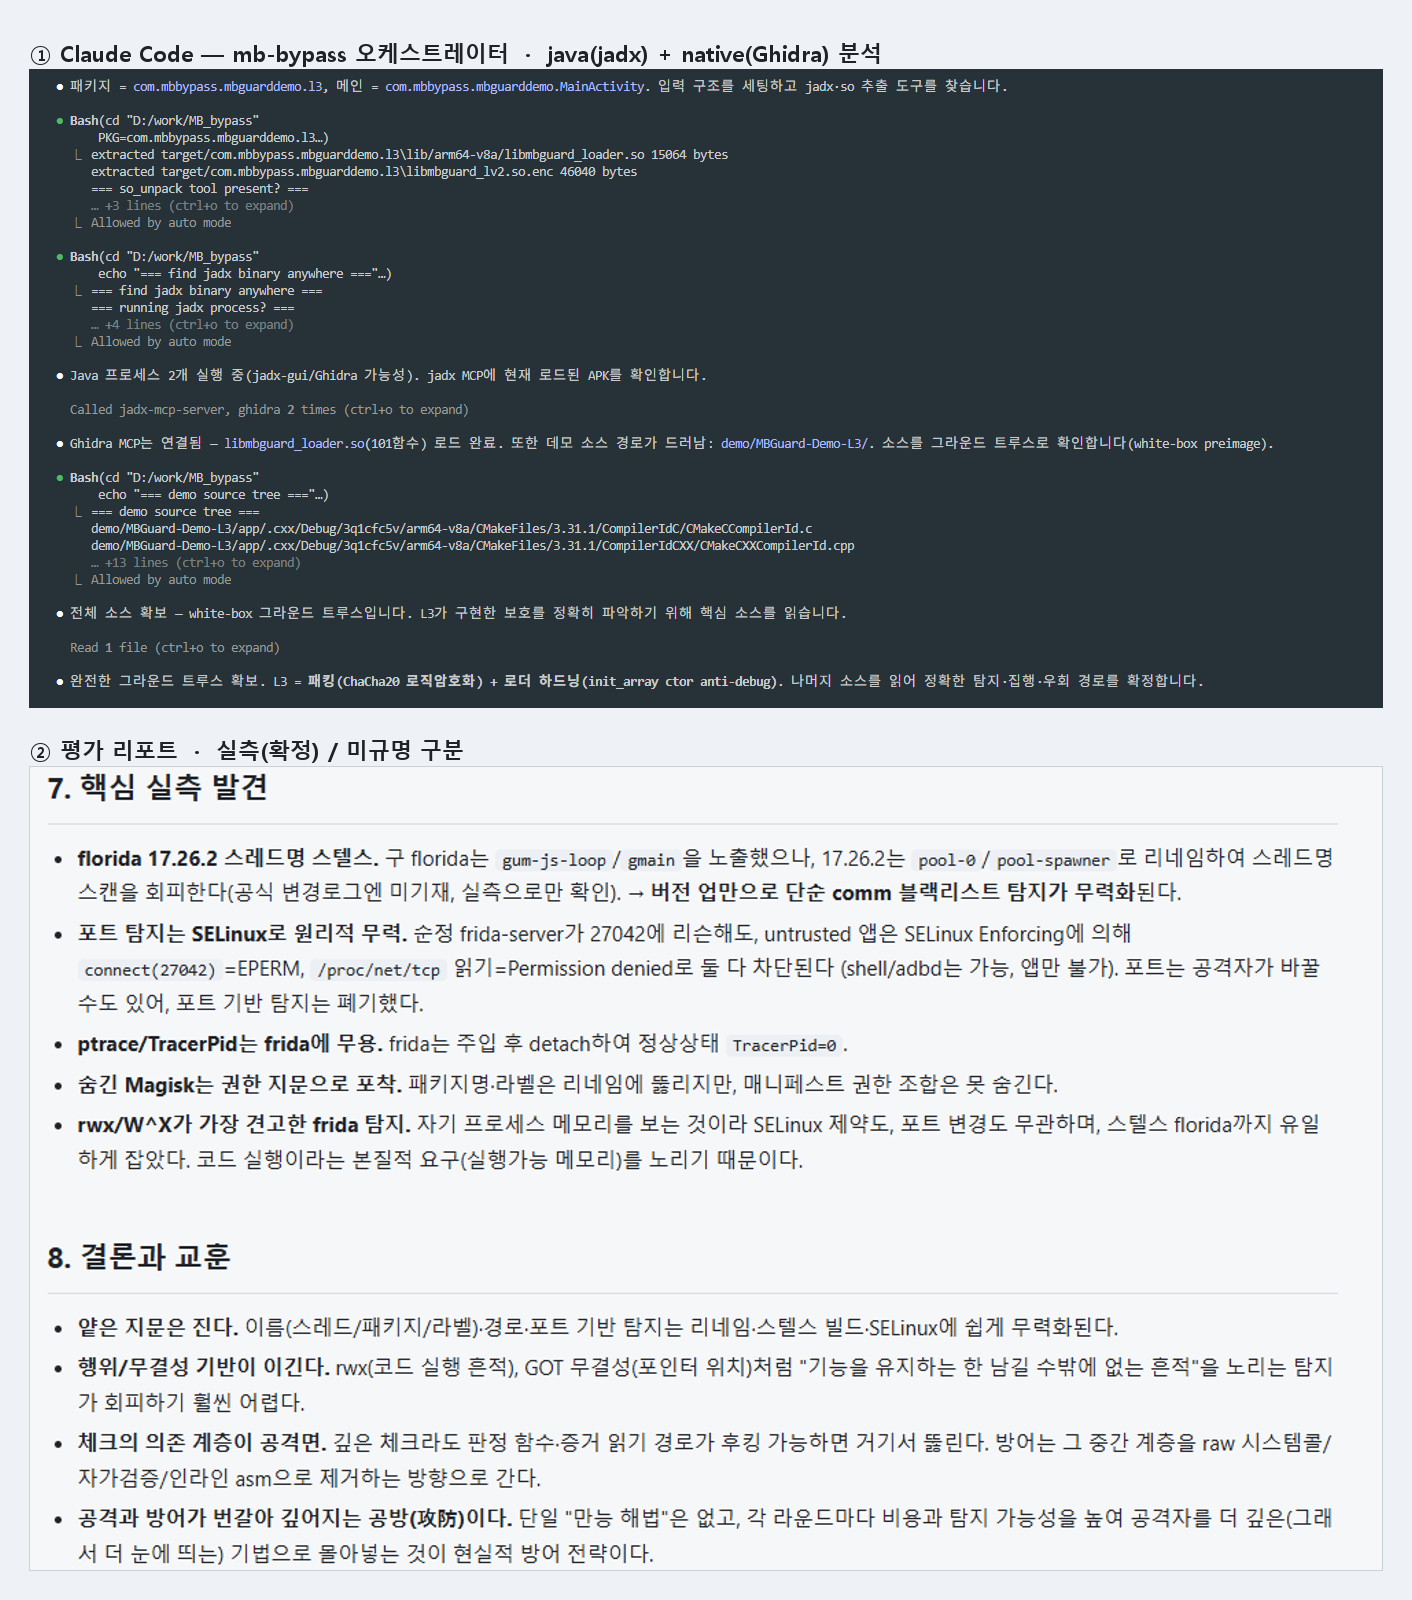 ① Claude Code — mb-bypass 오케스트레이터 · java(jadx) + native(Ghidra) 분석
● 패키지 = com.mbbypass.mbguarddemo.l3, 메인 = com.mbbypass.mbguarddemo.MainActivity. 입력 구조를 세팅하고 jadx·so 추출 도구를 찾습니다.
● Bash(cd "D:/work/MB_bypass"
PKG=com.mbbypass.mbguarddemo.l3…)
⎿ extracted target/com.mbbypass.mbguarddemo.l3\lib/arm64-v8a/libmbguard_loader.so 15064 bytes
extracted target/com.mbbypass.mbguarddemo.l3\libmbguard_lv2.so.enc 46040 bytes
=== so_unpack tool present? ===
… +3 lines (ctrl+o to expand)
⎿ Allowed by auto mode
● Bash(cd "D:/work/MB_bypass"
echo "=== find jadx binary anywhere ==="…)
⎿ === find jadx binary anywhere ===
=== running jadx process? ===
… +4 lines (ctrl+o to expand)
⎿ Allowed by auto mode
● Java 프로세스 2개 실행 중(jadx-gui/Ghidra 가능성). jadx MCP에 현재 로드된 APK를 확인합니다.
Called jadx-mcp-server, ghidra 2 times (ctrl+o to expand)
● Ghidra MCP는 연결됨 — libmbguard_loader.so(101함수) 로드 완료. 또한 데모 소스 경로가 드러남: demo/MBGuard-Demo-L3/. 소스를 그라운드 트루스로 확인합니다(white-box preimage).
● Bash(cd "D:/work/MB_bypass"
echo "=== demo source tree ==="…)
⎿ === demo source tree ===
demo/MBGuard-Demo-L3/app/.cxx/Debug/3q1cfc5v/arm64-v8a/CMakeFiles/3.31.1/CompilerIdC/CMakeCCompilerId.c
demo/MBGuard-Demo-L3/app/.cxx/Debug/3q1cfc5v/arm64-v8a/CMakeFiles/3.31.1/CompilerIdCXX/CMakeCXXCompilerId.cpp
… +13 lines (ctrl+o to expand)
⎿ Allowed by auto mode
● 전체 소스 확보 — white-box 그라운드 트루스입니다. L3가 구현한 보호를 정확히 파악하기 위해 핵심 소스를 읽습니다.
Read 1 file (ctrl+o to expand)
● 완전한 그라운드 트루스 확보. L3 = 패킹(ChaCha20 로직암호화) + 로더 하드닝(init_array ctor anti-debug). 나머지 소스를 읽어 정확한 탐지·집행·우회 경로를 확정합니다.
② 평가 리포트 · 실측(확정) / 미규명 구분
7. 핵심 실측 발견
• florida 17.26.2 스레드명 스텔스. 구 florida는 gum-js-loop / gmain 을 노출했으나, 17.26.2는 pool-0 / pool-spawner 로 리네임하여 스레드명
스캔을 회피한다(공식 변경로그엔 미기재, 실측으로만 확인). → 버전 업만으로 단순 comm 블랙리스트 탐지가 무력화된다.
• 포트 탐지는 SELinux로 원리적 무력. 순정 frida-server가 27042에 리슨해도, untrusted 앱은 SELinux Enforcing에 의해
connect(27042) =EPERM, /proc/net/tcp 읽기=Permission denied로 둘 다 차단된다 (shell/adbd는 가능, 앱만 불가). 포트는 공격자가 바꿀
수도 있어, 포트 기반 탐지는 폐기했다.
• ptrace/TracerPid는 frida에 무용. frida는 주입 후 detach하여 정상상태 TracerPid=0 .
• 숨긴 Magisk는 권한 지문으로 포착. 패키지명·라벨은 리네임에 뚫리지만, 매니페스트 권한 조합은 못 숨긴다.
• rwx/W^X가 가장 견고한 frida 탐지. 자기 프로세스 메모리를 보는 것이라 SELinux 제약도, 포트 변경도 무관하며, 스텔스 florida까지 유일
하게 잡았다. 코드 실행이라는 본질적 요구(실행가능 메모리)를 노리기 때문이다.
8. 결론과 교훈
• 얕은 지문은 진다. 이름(스레드/패키지/라벨)·경로·포트 기반 탐지는 리네임·스텔스 빌드·SELinux에 쉽게 무력화된다.
• 행위/무결성 기반이 이긴다. rwx(코드 실행 흔적), GOT 무결성(포인터 위치)처럼 "기능을 유지하는 한 남길 수밖에 없는 흔적"을 노리는 탐지
가 회피하기 훨씬 어렵다.
• 체크의 의존 계층이 공격면. 깊은 체크라도 판정 함수·증거 읽기 경로가 후킹 가능하면 거기서 뚫린다. 방어는 그 중간 계층을 raw 시스템콜/
자가검증/인라인 asm으로 제거하는 방향으로 간다.
• 공격과 방어가 번갈아 깊어지는 공방(攻防)이다. 단일 "만능 해법"은 없고, 각 라운드마다 비용과 탐지 가능성을 높여 공격자를 더 깊은(그래
서 더 눈에 띄는) 기법으로 몰아넣는 것이 현실적 방어 전략이다.